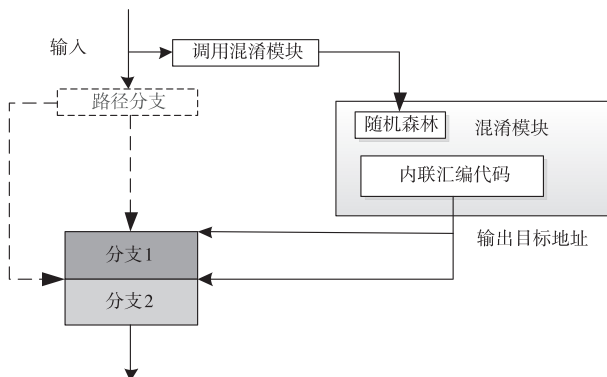 输入
调用混淆模块
路径分支
随机森林
混淆模块
内联汇编代码
输出目标地址
分支1
分支2